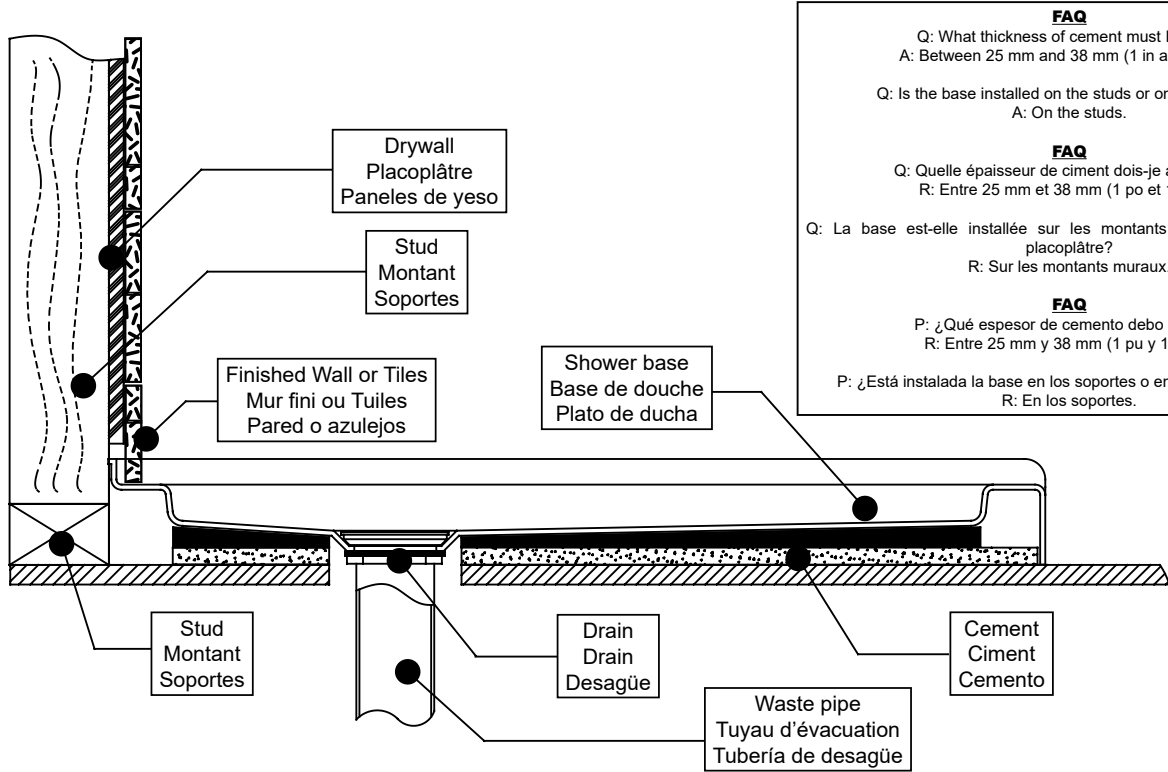 FAQ
Q: What thickness of cement must
A: Between 25 mm and 38 mm (1 in
Q: Is the base installed on the studs or
A: On the studs.
FAQ
Q: Quelle épaisseur de ciment dois-je
R: Entre 25 mm et 38 mm (1 po et
Q: La base est-elle installée sur les montants
placoplâtre?
R: Sur les montants muraux.
FAQ
P: ¿Qué espesor de cemento debo
R: Entre 25 mm y 38 mm (1 pu y
P: ¿Está instalada la base en los soportes o
R: En los soportes.
Drywall
Placoplâtre
Paneles de yeso
Stud
Montant
Soportes
Finished Wall or Tiles
Mur fini ou Tuiles
Pared o azulejos
Shower base
Base de douche
Plato de ducha
Stud
Montant
Soportes
Drain
Drain
Desagüe
Cement
Ciment
Cemento
Waste pipe
Tuyau d’évacuation
Tubería de desagüe